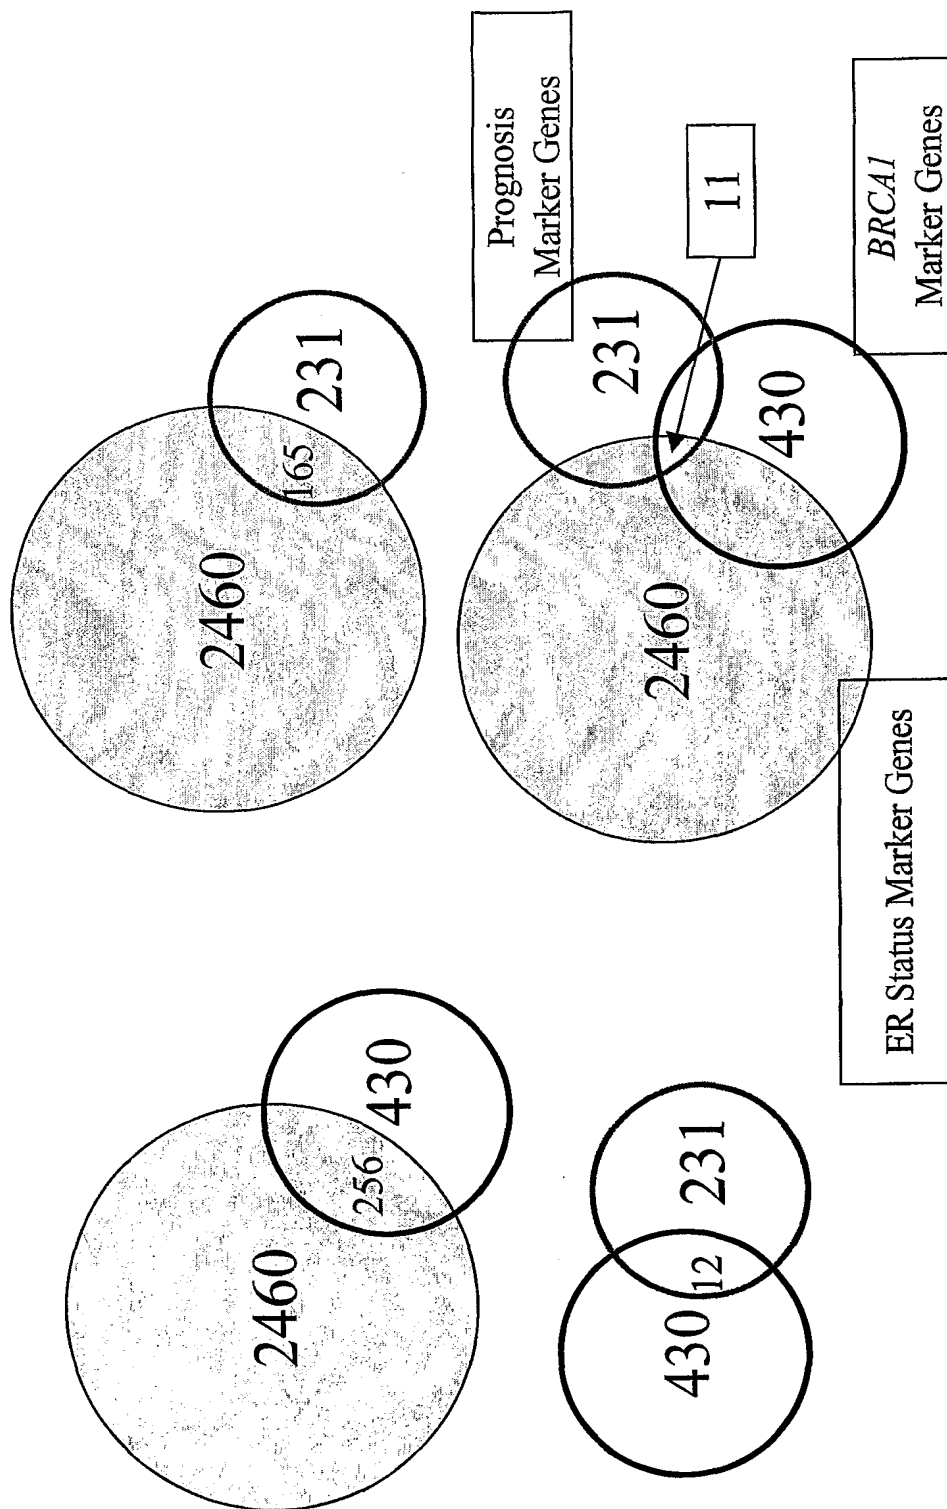 2460
256
430
2460
165
231
430
12
231
2460
231
430
Prognosis
Marker Genes
11
ER Status Marker Genes
BRCA1
Marker Genes